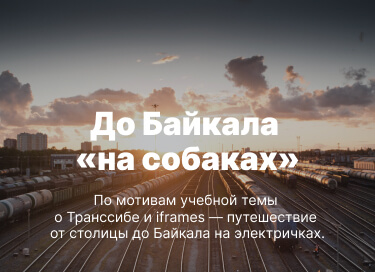 До Байкала
«на собаках»
По мотивам учебной темы
о Транссибе и iframes — путешествие
от столицы до Байкала на электричках.